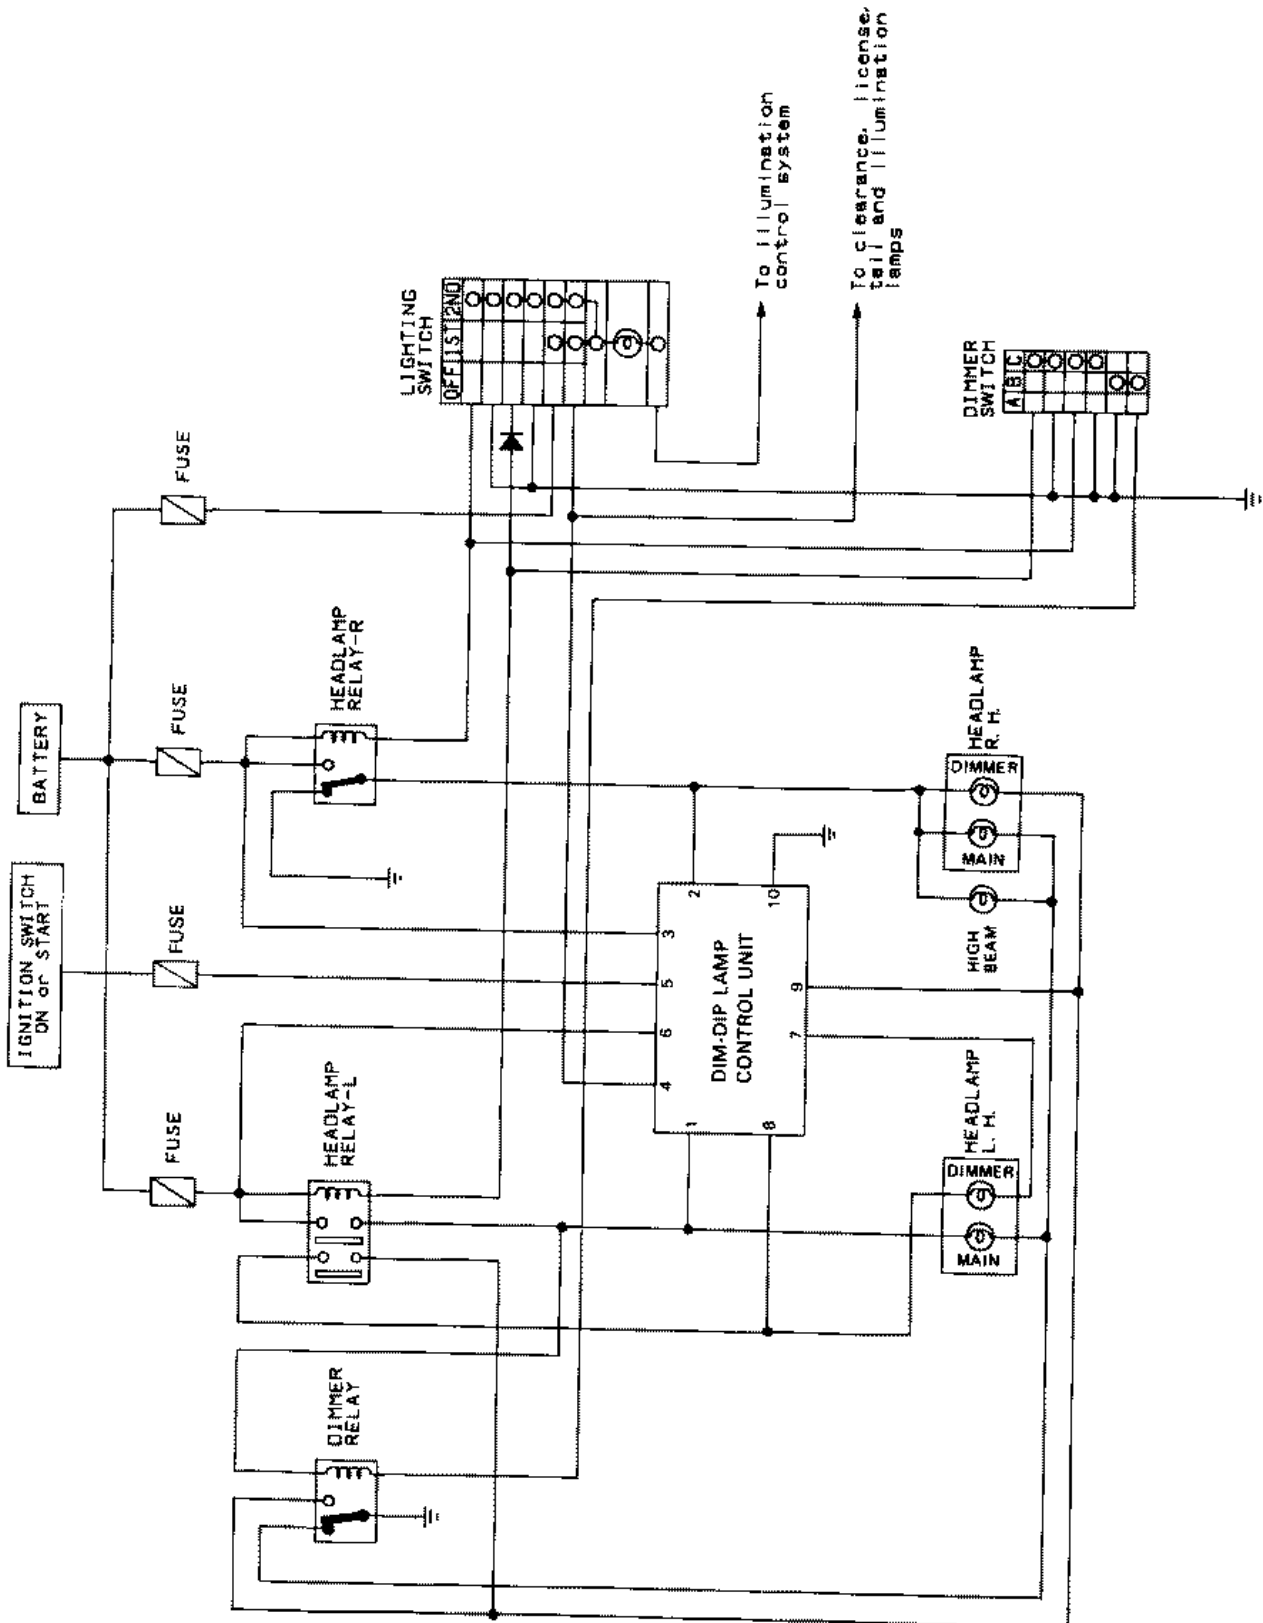 BATTERY
IGNITION SWITCH
ON or START
FUSE
FUSE
FUSE
FUSE
HEADLAMP
RELAY-R
HEADLAMP
RELAY-L
DIMMER
RELAY
LIGHTING
SWITCH
OFF 1ST 2ND
To illumination
control system
To clearance, license,
tail and illumination
lamps
DIMMER
SWITCH
A B C
DIM-DIP LAMP
CONTROL UNIT
2
10
3
5
6
4
1
8
7
9
HEADLAMP
R. H.
DIMMER
MAIN
HIGH
BEAM
HEADLAMP
L. H.
DIMMER
MAIN